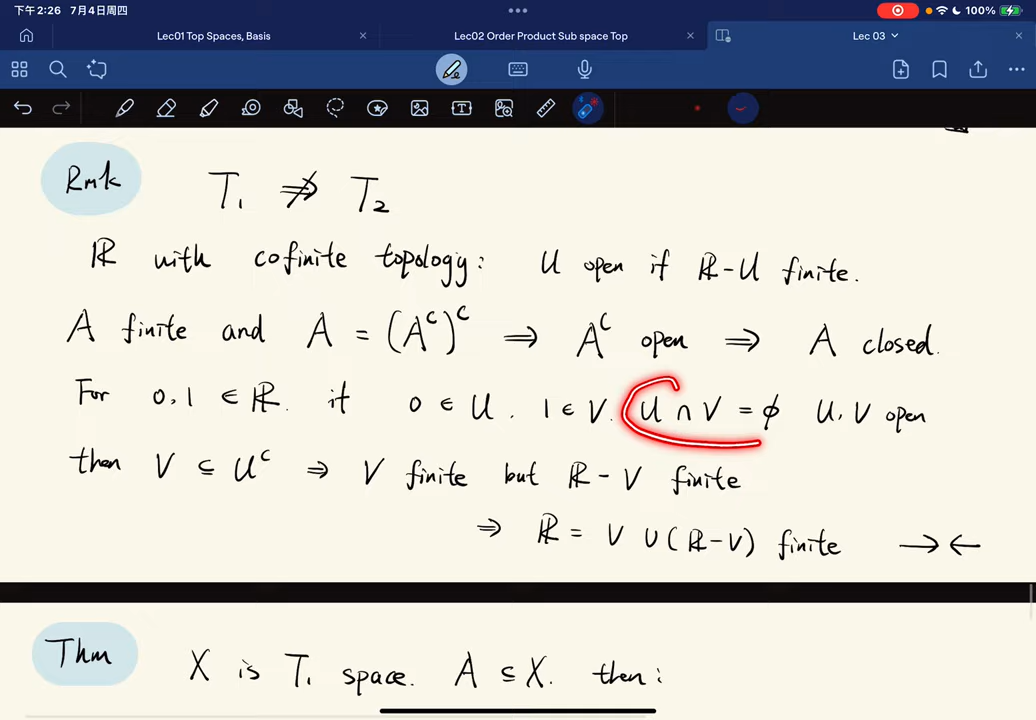 下午2:26 7月4日周四
100%
Lec01 Top Spaces, Basis
Lec02 Order Product Sub space Top
Lec 03
Rmk T₁ ⇏ T₂
ℝ with cofinite topology: U open if ℝ-U finite.
A finite and A = (Aᶜ)ᶜ ⟹ Aᶜ open ⟹ A closed.
For 0,1 ∈ ℝ. if 0 ∈ U. 1 ∈ V. U ∩ V = ϕ U, V open
then V ⊆ Uᶜ ⇒ V finite but ℝ - V finite
⇒ ℝ = V ∪ (ℝ-V) finite →←
Thm X is T₁ space. A ⊆ X. then: